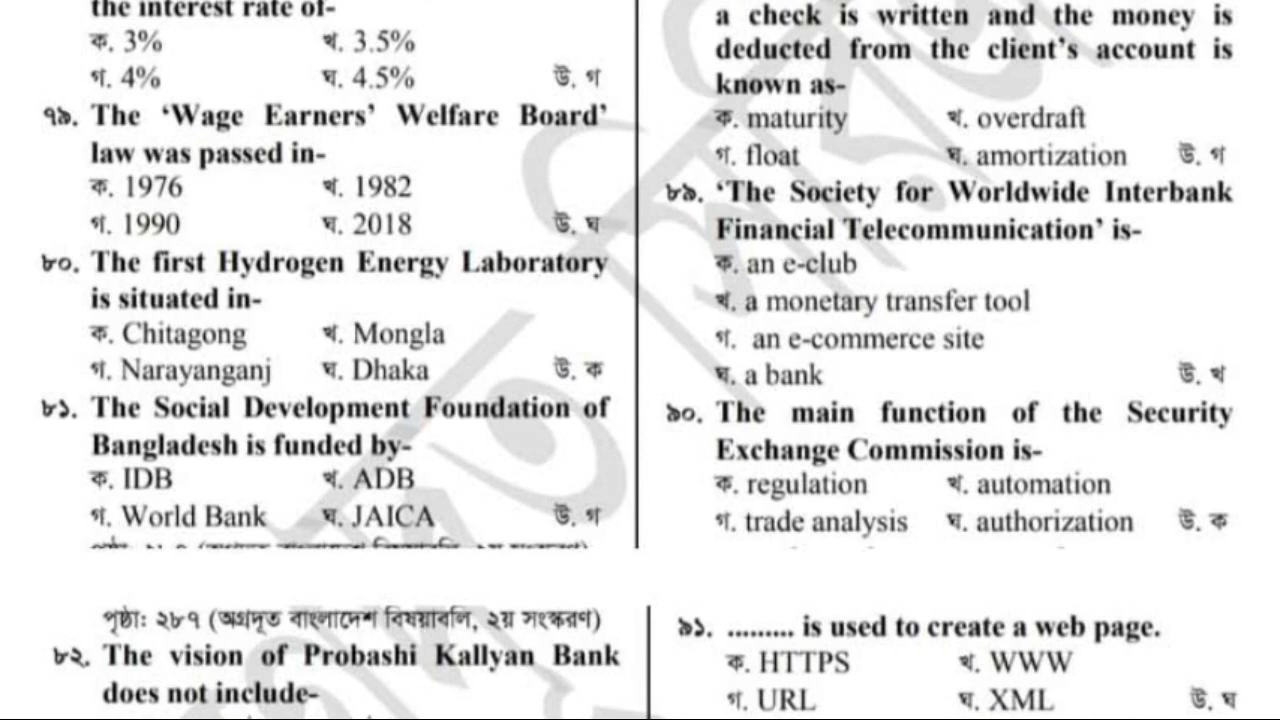 the interest rate of-
ক. 3% খ. 3.5%
গ. 4% ঘ. 4.5% উ. গ
৭৯. The ‘Wage Earners’ Welfare Board’
law was passed in-
ক. 1976 খ. 1982
গ. 1990 ঘ. 2018 উ. ঘ
৮০. The first Hydrogen Energy Laboratory
is situated in-
ক. Chitagong খ. Mongla
গ. Narayanganj ঘ. Dhaka উ. ক
৮১. The Social Development Foundation of
Bangladesh is funded by-
ক. IDB খ. ADB
গ. World Bank ঘ. JAICA উ. গ
পৃষ্ঠা: ২৮৭ (অগ্রদূত বাংলাদেশ বিষয়াবলি, ২য় সংস্করণ)
৮২. The vision of Probashi Kallyan Bank
does not include-
a check is written and the money is
deducted from the client’s account is
known as-
ক. maturity খ. overdraft
গ. float ঘ. amortization উ. গ
৮৯. ‘The Society for Worldwide Interbank
Financial Telecommunication’ is-
ক. an e-club
খ. a monetary transfer tool
গ. an e-commerce site
ঘ. a bank উ. খ
৯০. The main function of the Security
Exchange Commission is-
ক. regulation খ. automation
গ. trade analysis ঘ. authorization উ. ক
৯১. ......... is used to create a web page.
ক. HTTPS খ. WWW
গ. URL ঘ. XML উ. ঘ